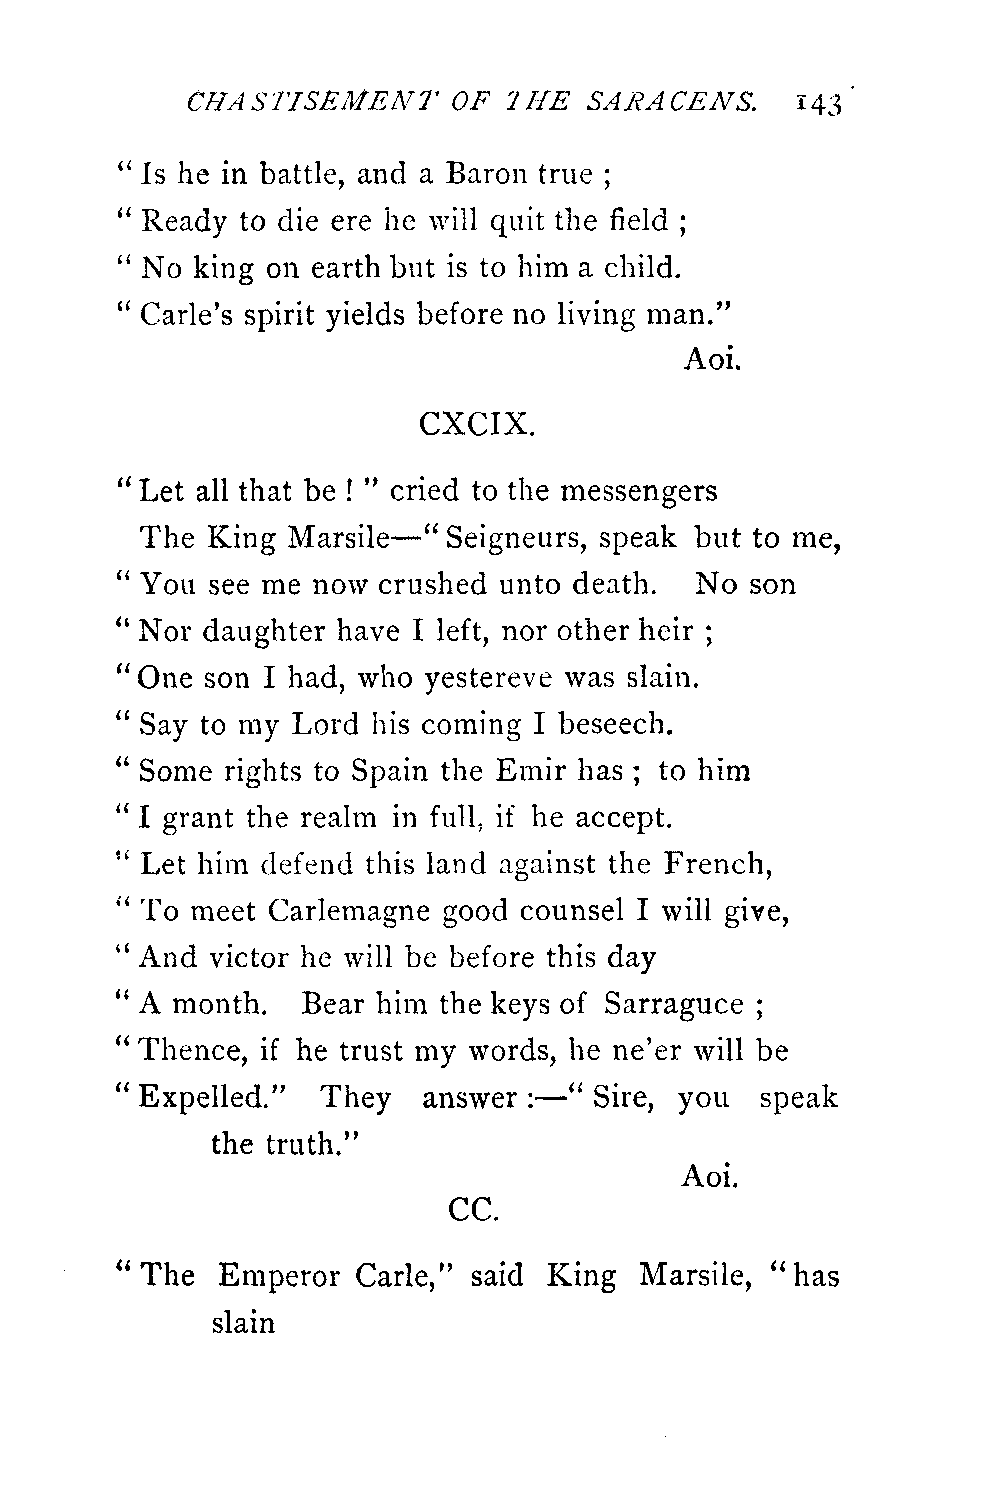 CHASTISEMENT OF THE SARACENS. 143
“ Is he in battle, and a Baron true ;
“ Ready to die ere he will quit the field ;
“ No king on earth but is to him a child.
“ Carle's spirit yields before no living man.”
Aoi.
CXCIX.
“ Let all that be ! ” cried to the messengers
The King Marsile—“ Seigneurs, speak but to me,
“ You see me now crushed unto death. No son
“ Nor daughter have I left, nor other heir ;
“ One son I had, who yestereve was slain.
“ Say to my Lord his coming I beseech.
“ Some rights to Spain the Emir has ; to him
“ I grant the realm in full, if he accept.
“ Let him defend this land against the French,
“ To meet Carlemagne good counsel I will give,
“ And victor he will be before this day
“ A month. Bear him the keys of Sarraguce ;
“ Thence, if he trust my words, he ne'er will be
“ Expelled.” They answer :—“ Sire, you speak
the truth.”
Aoi.
CC.
“ The Emperor Carle,” said King Marsile, “ has
slain